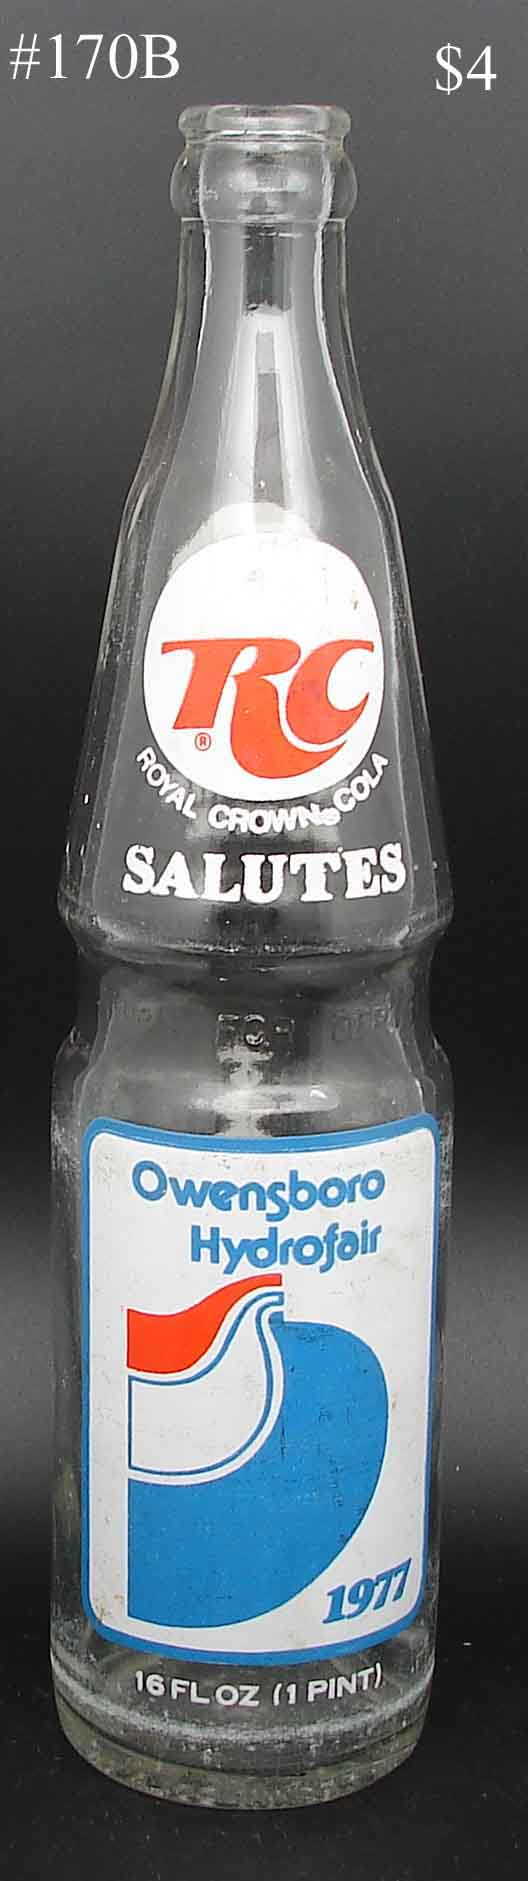 #170B
$4
RC
®
ROYAL CROWN COLA
SALUTES
Owensboro
Hydrofair
1977
16 FL OZ (1 PINT)